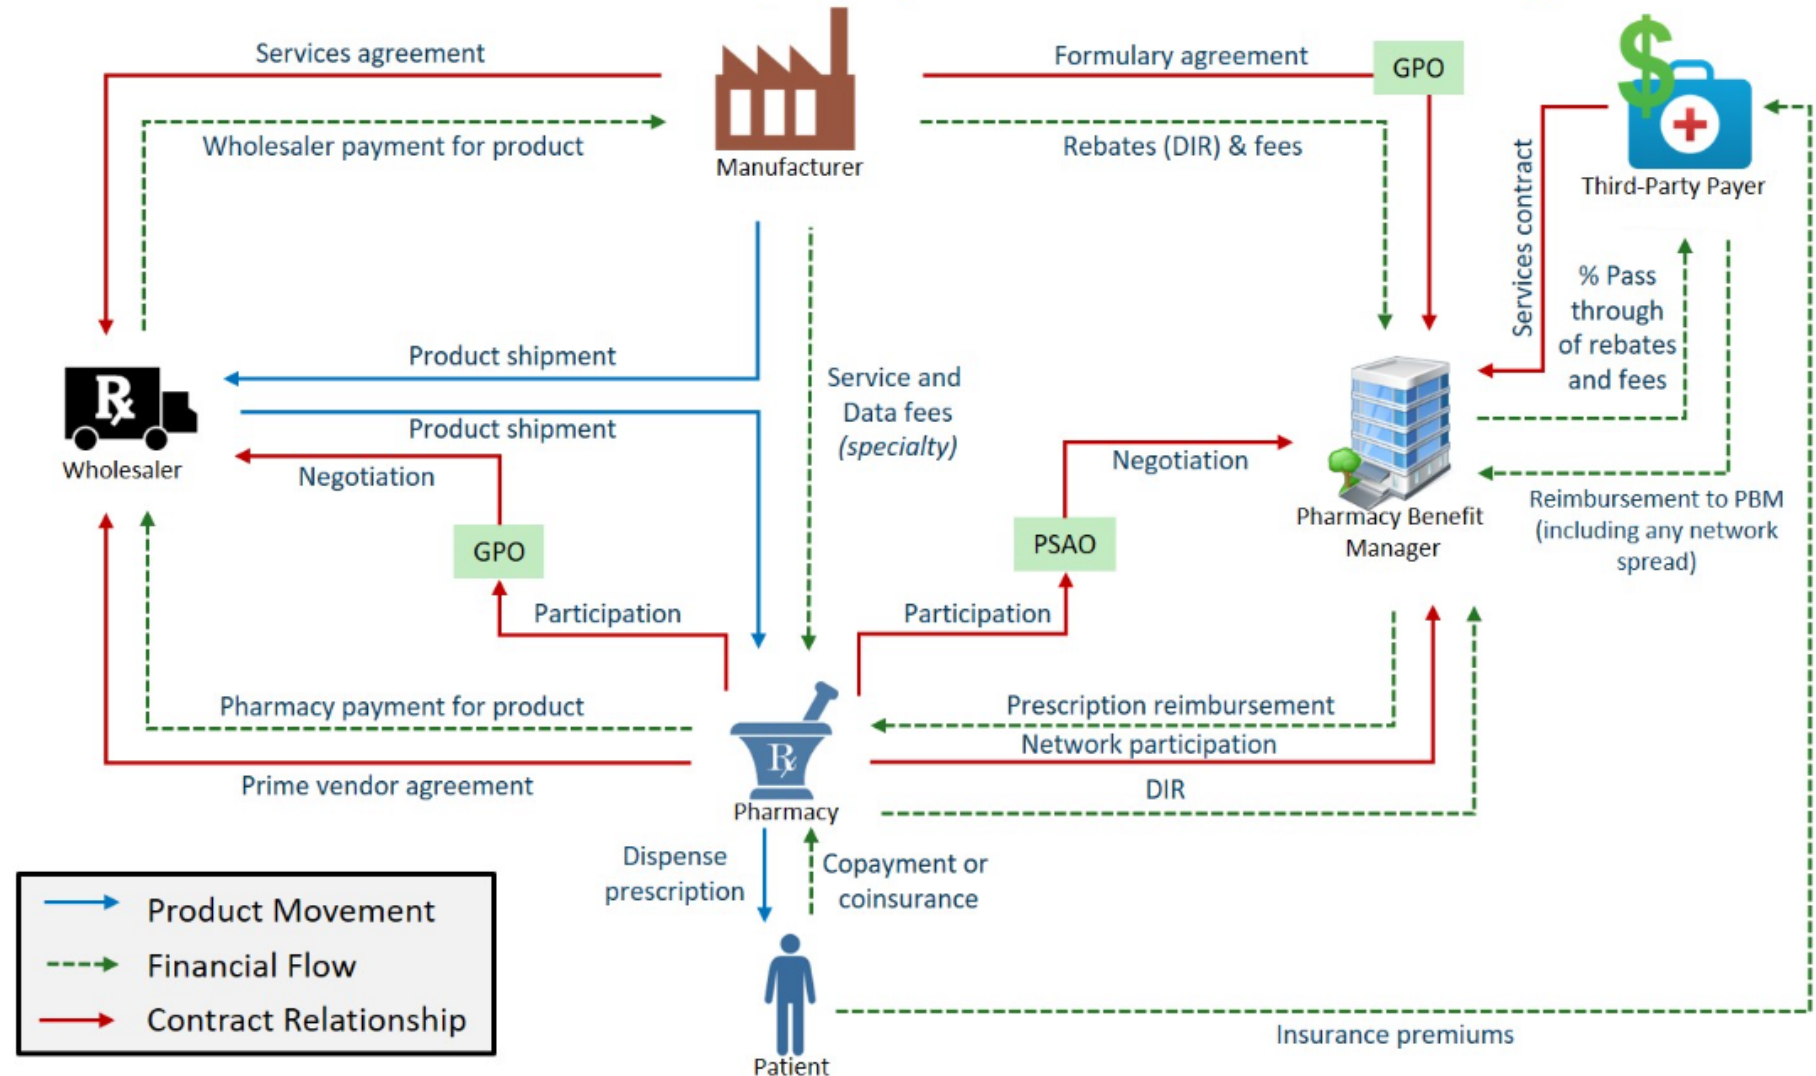 Services agreement
Formulary agreement
GPO
Wholesaler payment for product
Rebates (DIR) & fees
Manufacturer
$
Third-Party Payer
Services contract
% Pass
through
of rebates
and fees
Product shipment
Service and
Data fees
(specialty)
Rx
Product shipment
Wholesaler
Negotiation
Negotiation
Reimbursement to PBM
(including any network
spread)
Pharmacy Benefit
Manager
GPO
PSAO
Participation
Participation
Pharmacy payment for product
Prescription reimbursement
Network participation
Rx
Prime vendor agreement
DIR
Pharmacy
Dispense
prescription
Copayment or
coinsurance
Product Movement
Financial Flow
Contract Relationship
Insurance premiums
Patient